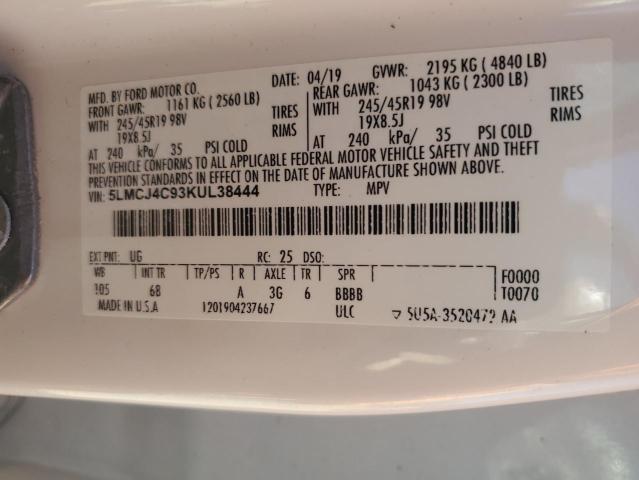 MFD. BY FORD MOTOR CO.
DATE: 04/19 GVWR: 2195 KG ( 4840 LB)
FRONT GAWR: 1161 KG ( 2560 LB) REAR GAWR: 1043 KG ( 2300 LB)
WITH 245/45R19 98V TIRES WITH 245/45R19 98V TIRES
19X8.5J RIMS 19X8.5J RIMS
AT 240 kPa/ 35 PSI COLD AT 240 kPa/ 35 PSI COLD
THIS VEHICLE CONFORMS TO ALL APPLICABLE FEDERAL MOTOR VEHICLE SAFETY AND THEFT
PREVENTION STANDARDS IN EFFECT ON THE DATE OF MANUFACTURE SHOWN ABOVE.
VIN: 5LMCJ4C93KUL38444 TYPE: MPV
EXT PNT: UG RC: 25 DSO:
WB INT TR TP/PS R AXLE TR SPR F0000
105 68 A 3G 6 BBBB T0070
MADE IN U.S.A 1201904237667 ULC 5U5A-3520472 AA